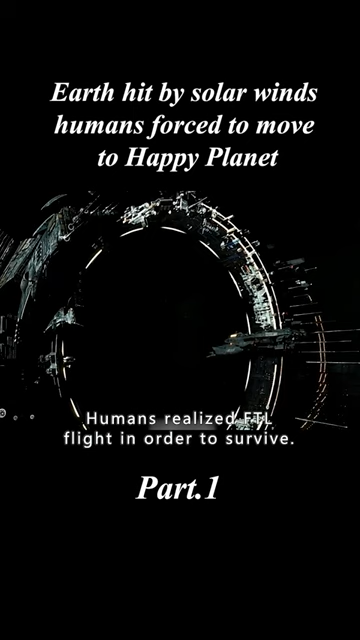 Earth hit by solar winds
humans forced to move
to Happy Planet
Humans realized FTL
flight in order to survive.
Part.1